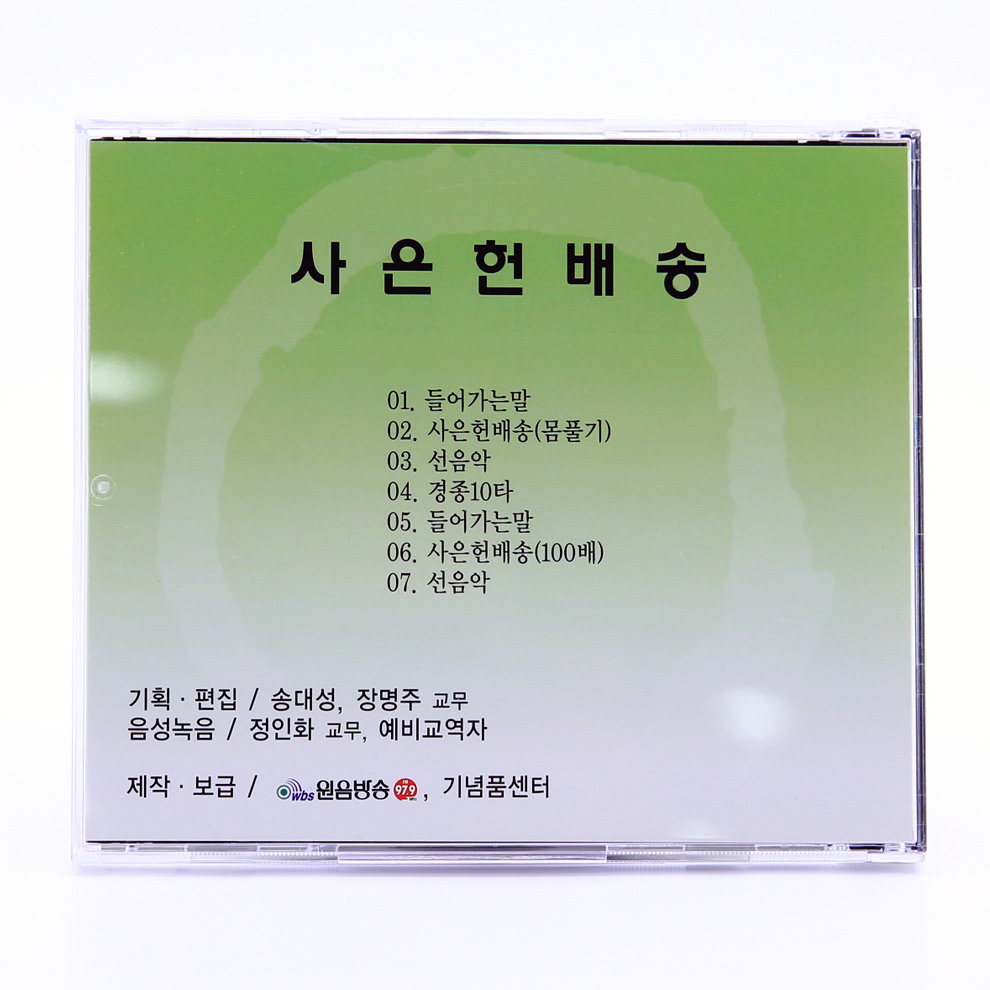 사은헌배송
01. 들어가는말
02. 사은헌배송(몸풀기)
03. 선음악
04. 경종10타
05. 들어가는말
06. 사은헌배송(100배)
07. 선음악
기획 · 편집 / 송대성, 장명주 교무
음성녹음 / 정인화 교무, 예비교역자
제작 · 보급 / wbs 원음방송 FM 97.9, 기념품센터